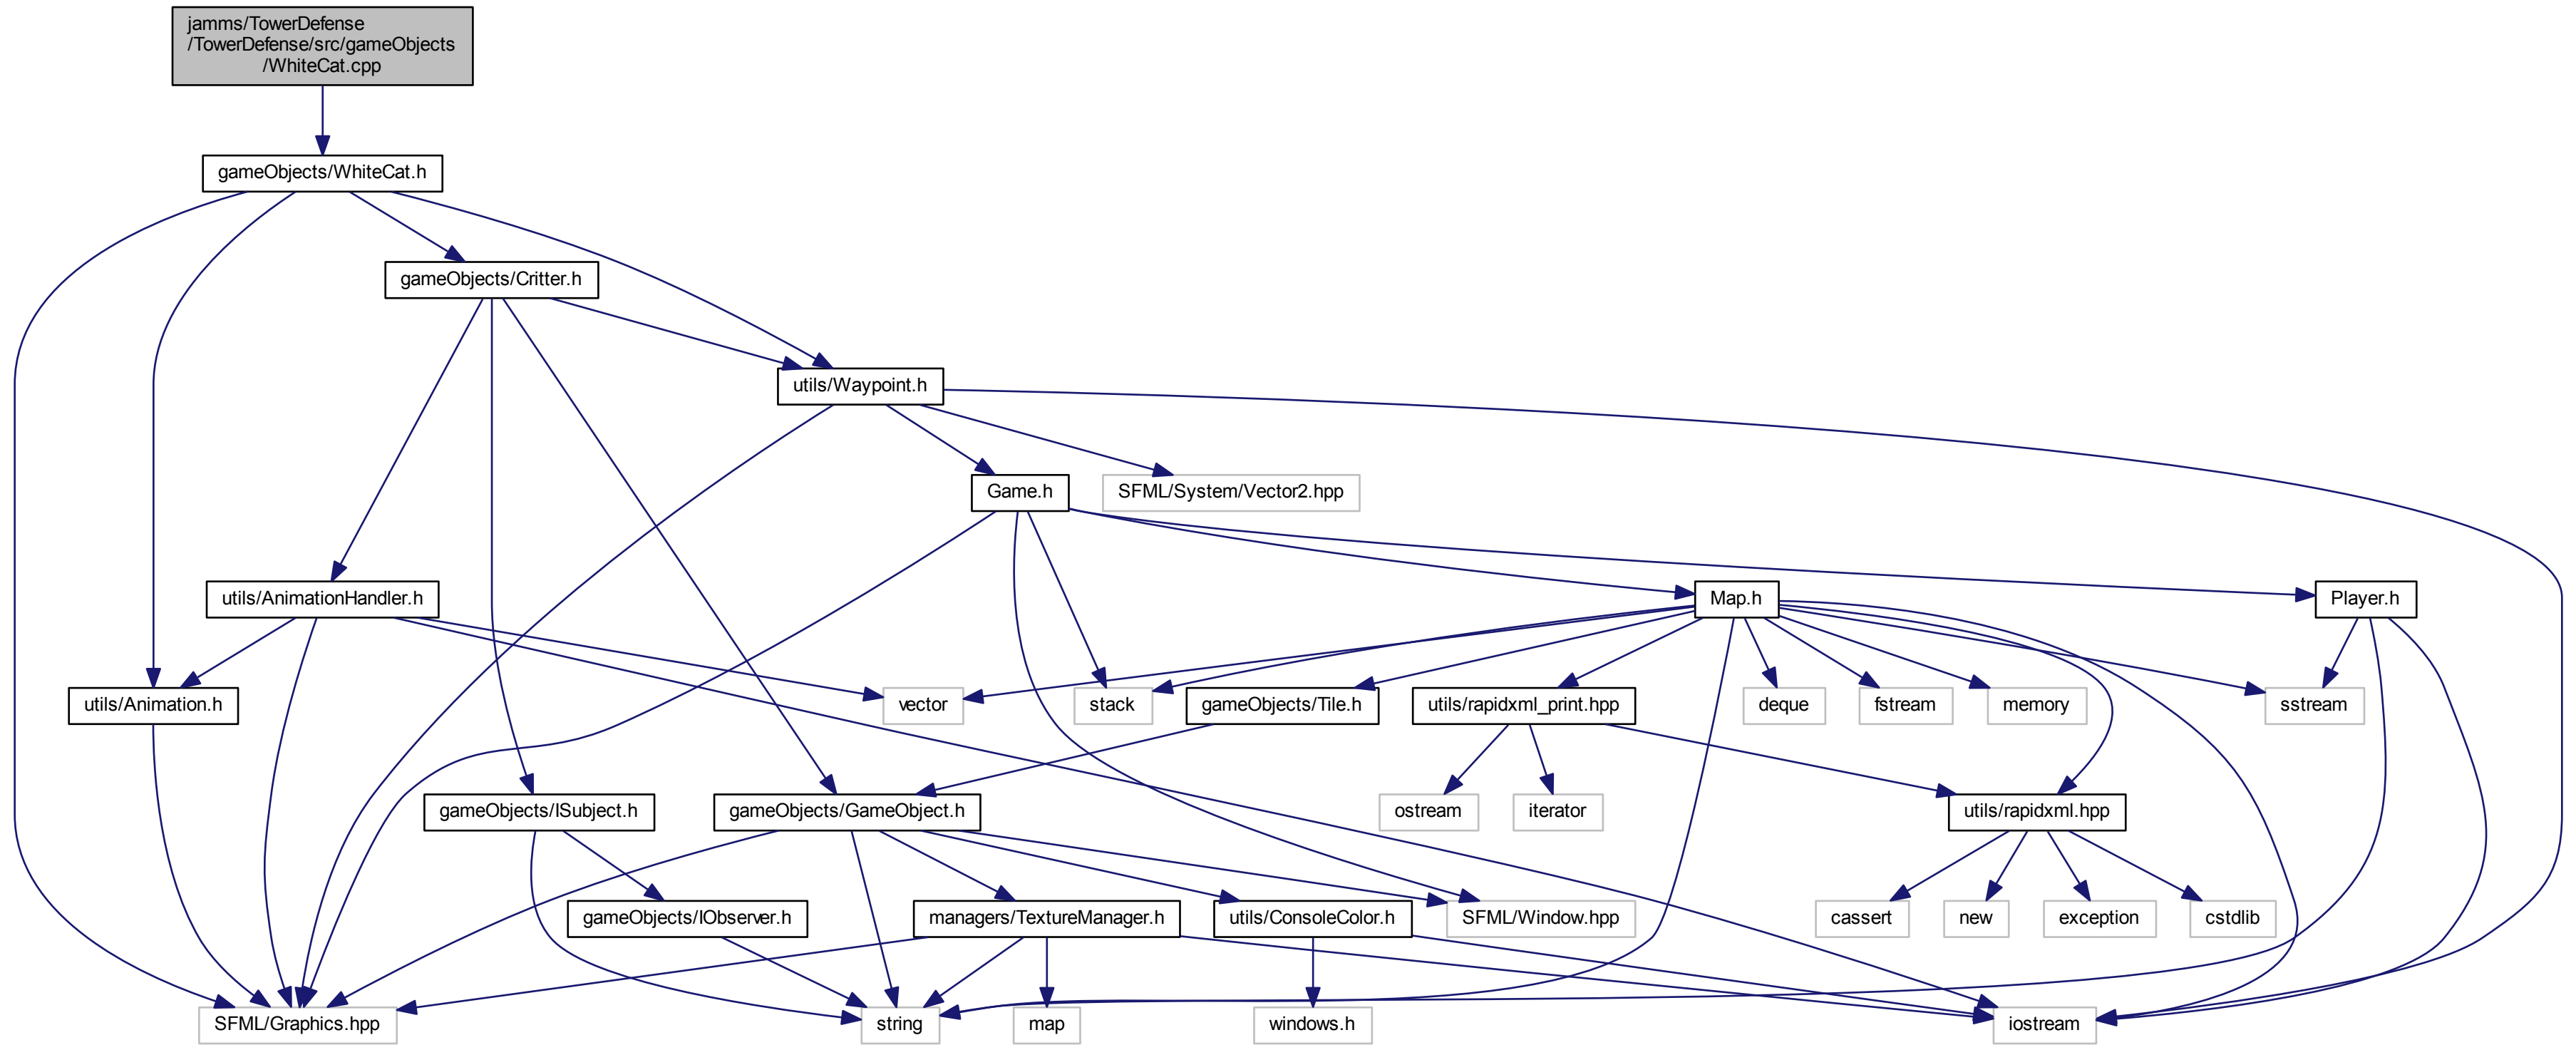 jamms/TowerDefense
/TowerDefense/src/gameObjects
/WhiteCat.cpp
gameObjects/WhiteCat.h
gameObjects/Critter.h
utils/Waypoint.h
Game.h
SFML/System/Vector2.hpp
utils/AnimationHandler.h
Map.h
Player.h
utils/Animation.h
vector
stack
gameObjects/Tile.h
utils/rapidxml_print.hpp
deque
fstream
memory
sstream
gameObjects/ISubject.h
gameObjects/GameObject.h
ostream
iterator
utils/rapidxml.hpp
gameObjects/IObserver.h
managers/TextureManager.h
utils/ConsoleColor.h
SFML/Window.hpp
cassert
new
exception
cstdlib
SFML/Graphics.hpp
string
map
windows.h
iostream